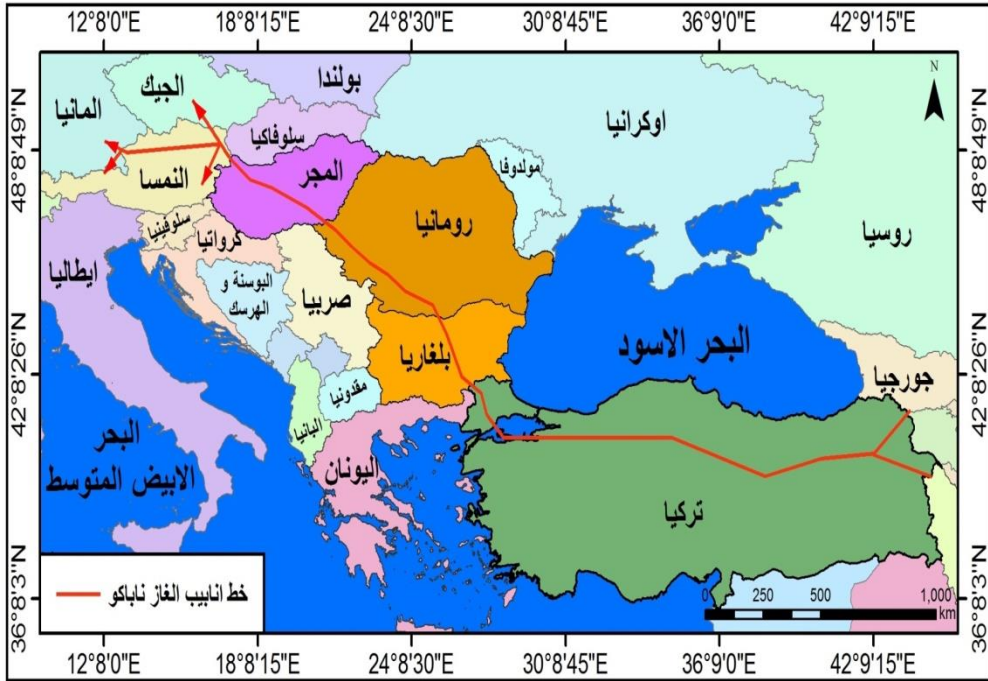 12°8'0"E 18°8'15"E 24°8'30"E 30°8'45"E 36°9'0"E 42°9'15"E
48°8'49"N
42°8'26"N
36°8'3"N
48°8'49"N
42°8'26"N
36°8'3"N
N
بولندا
الجيك
المانيا
اوكرانيا
سلوفاكيا
النمسا
المجر
مولدوفا
روسيا
رومانيا
سلوفينيا
كرواتيا
ايطاليا
البوسنة و
الهرسك
صربيا
البحر الاسود
بلغاريا
جورجيا
مقدونيا
البانيا
اليونان
البحر
الابيض المتوسط
تركيا
خط انابيب الغاز ناباكو
0 250 500 1,000
km
12°8'0"E 18°8'15"E 24°8'30"E 30°8'45"E 36°9'0"E 42°9'15"E